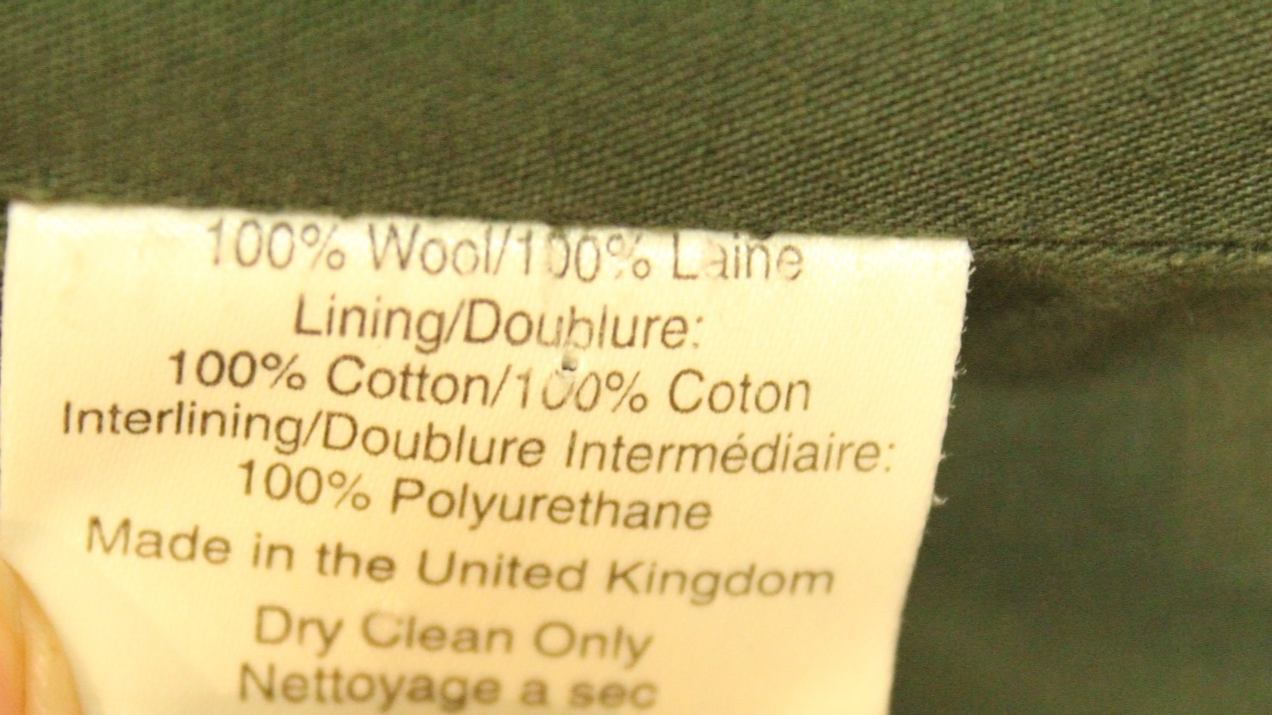 100% Wool/100% Laine
Lining/Doublure:
100% Cotton/100% Coton
Interlining/Doublure Intermédiaire:
100% Polyurethane
Made in the United Kingdom
Dry Clean Only
Nettoyage a sec